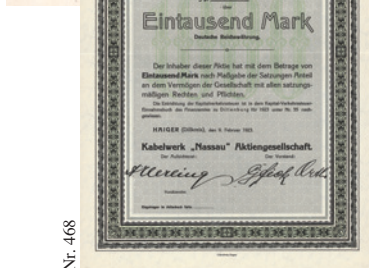 über
Eintausend Mark
Deutsche Reichswährung.
Der Inhaber dieser Aktie hat mit dem Betrage von
Eintausend Mark nach Maßgabe der Satzungen Anteil
an dem Vermögen der Gesellschaft mit allen satzungs-
mäßigen Rechten und Pflichten.
HAIGER (Dillkreis), den 9. Februar 1923.
Kabelwerk „Nassau" Aktiengesellschaft.
Der Aufsichtsrat: Der Vorstand:
Nr. 468